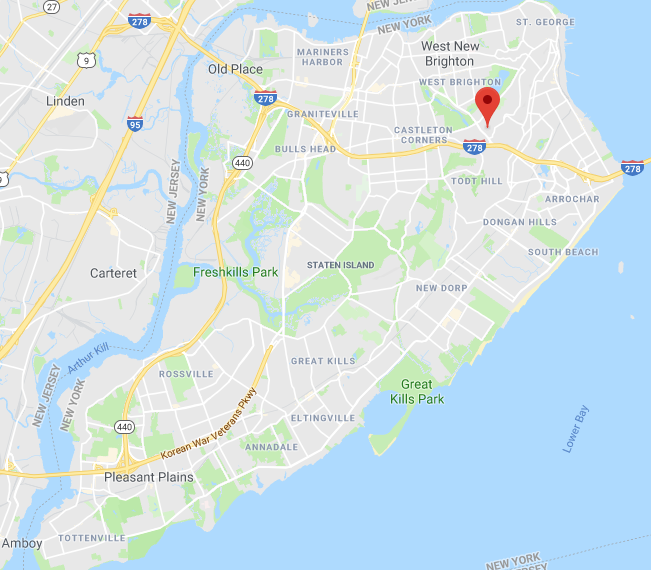 27
278
NEW JER
NEW YORK
ST. GEORGE
9
MARINERS
HARBOR
West New
Brighton
Old Place
WEST BRIGHTON
Linden
278
95
GRANITEVILLE
CASTLETON
CORNERS
BULLS HEAD
278
440
278
9
NEW JERSEY
NEW YORK
TODT HILL
ARROCHAR
DONGAN HILLS
SOUTH BEACH
Carteret
Freshkills Park
STATEN ISLAND
NEW DORP
Arthur Kill
GREAT KILLS
ROSSVILLE
NEW JERSEY
NEW YORK
Great
Kills Park
440
Korean War Veterans Pkwy
ELTINGVILLE
Lower Bay
ANNADALE
Pleasant Plains
TOTTENVILLE
Amboy
NEW YORK
JERSEY